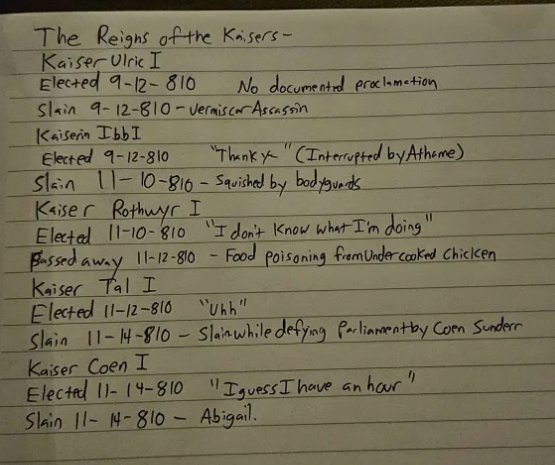 The Reigns of the Kaisers-
Kaiser Ulric I
Elected 9-12-810 No documented proclamation
Slain 9-12-810 - Vermiscar Assassin
Kaiserin Ibb I
Elected 9-12-810 "Thank y-" (Interrupted by Athame)
Slain 11-10-810 - Squished by bodyguards
Kaiser Rothwyr I
Elected 11-10-810 "I don't know what I'm doing"
Passed away 11-12-810 - Food poisoning from Undercooked Chicken
Kaiser Tal I
Elected 11-12-810 "Uhh"
Slain 11-14-810 - Slain while defying Parliament by Coen Sunderr
Kaiser Coen I
Elected 11-14-810 "I guess I have an hour"
Slain 11-14-810 - Abigail.